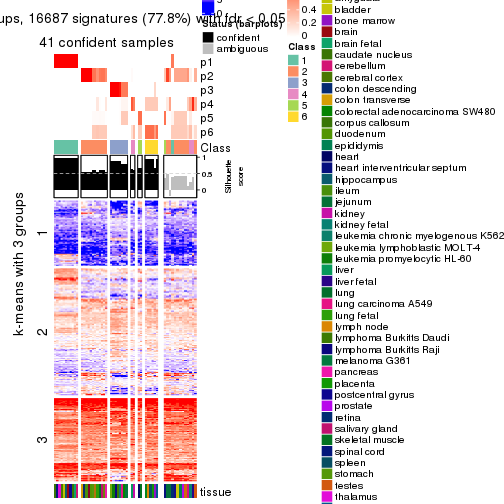 ups, 16687 signatures (77.8%) with fdr < 0.05
41 confident samples
p1
p2
p3
p4
p5
p6
Class
1
0.5
0
Silhouette
score
k-means with 3 groups
1
2
3
tissue
0
Status (barplots)
confident
ambiguous
0.4
0.2
0
Class
1
2
3
4
5
6
bladder
bone marrow
brain
brain fetal
caudate nucleus
cerebellum
cerebral cortex
colon descending
colon transverse
colorectal adenocarcinoma SW480
corpus callosum
duodenum
epididymis
heart
heart interventricular septum
hippocampus
ileum
jejunum
kidney
kidney fetal
leukemia chronic myelogenous K562
leukemia lymphoblastic MOLT-4
leukemia promyelocytic HL-60
liver
liver fetal
lung
lung carcinoma A549
lung fetal
lymph node
lymphoma Burkitts Daudi
lymphoma Burkitts Raji
melanoma G361
pancreas
placenta
postcentral gyrus
prostate
retina
salivary gland
skeletal muscle
spinal cord
spleen
stomach
testes
thalamus